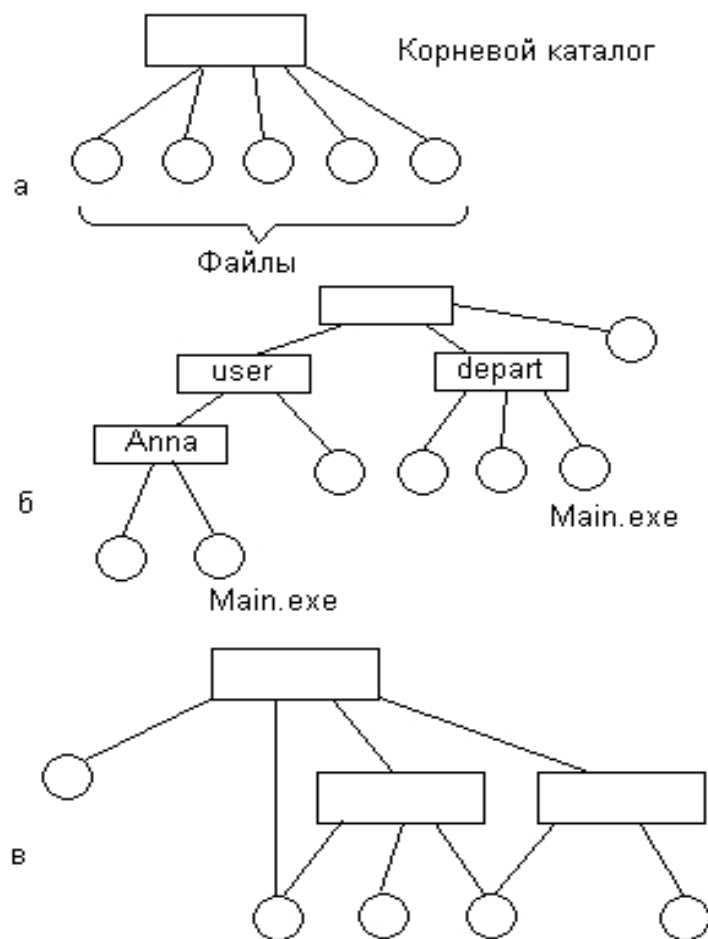 Корневой каталог
а
Файлы
user
depart
Anna
б
Main.exe
Main.exe
в